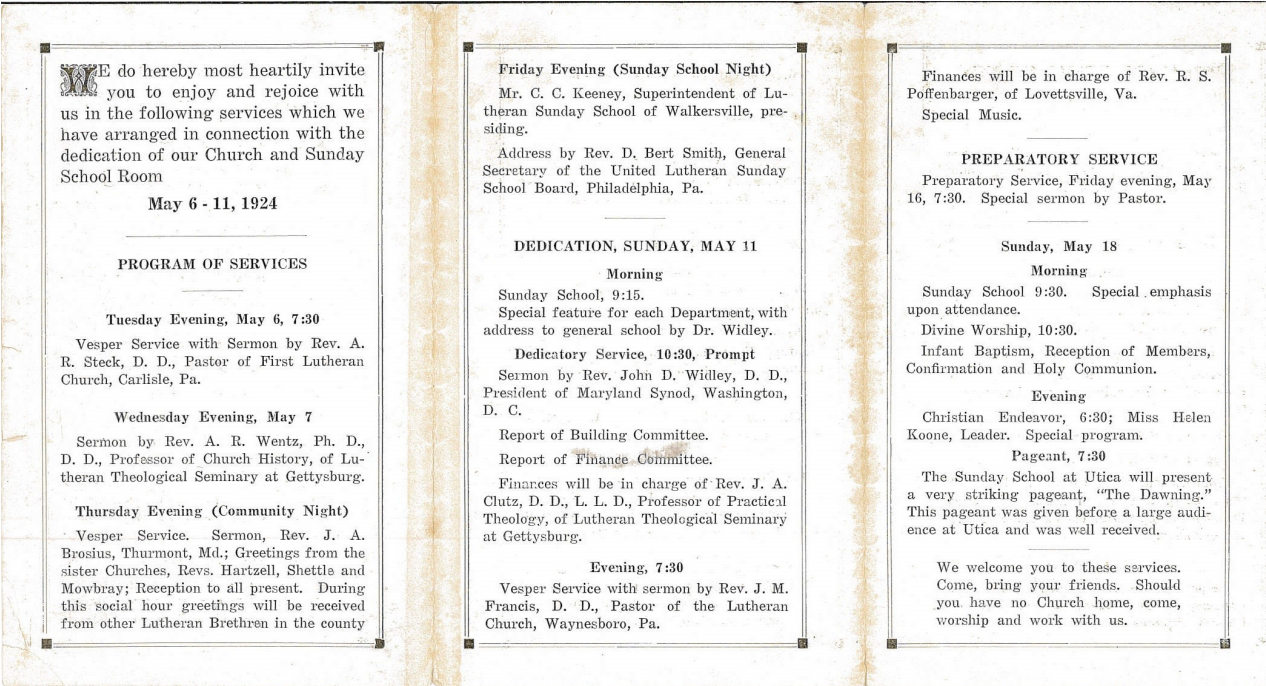 WE do hereby most heartily invite
you to enjoy and rejoice with
us in the following services which we
have arranged in connection with the
dedication of our Church and Sunday
School Room
May 6 - 11, 1924
PROGRAM OF SERVICES
Tuesday Evening, May 6, 7:30
Vesper Service with Sermon by Rev. A.
R. Steck, D. D., Pastor of First Lutheran
Church, Carlisle, Pa.
Wednesday Evening, May 7
Sermon by Rev. A. R. Wentz, Ph. D.,
D. D., Professor of Church History, of Lu-
theran Theological Seminary at Gettysburg.
Thursday Evening (Community Night)
Vesper Service. Sermon, Rev. J. A.
Brosius, Thurmont, Md.; Greetings from the
sister Churches, Revs. Hartzell, Shettle and
Mowbray; Reception to all present. During
this social hour greetings will be received
from other Lutheran Brethren in the county
Friday Evening (Sunday School Night)
Mr. C. C. Keeney, Superintendent of Lu-
theran Sunday School of Walkersville, pre-
siding.
Address by Rev. D. Bert Smith, General
Secretary of the United Lutheran Sunday
School Board, Philadelphia, Pa.
DEDICATION, SUNDAY, MAY 11
Morning
Sunday School, 9:15.
Special feature for each Department, with
address to general school by Dr. Widley.
Dedicatory Service, 10:30, Prompt
Sermon by Rev. John D. Widley, D. D.,
President of Maryland Synod, Washington,
D. C.
Report of Building Committee.
Report of Finance Committee.
Finances will be in charge of Rev. J. A.
Clutz, D. D., L. L. D., Professor of Practical
Theology, of Lutheran Theological Seminary
at Gettysburg.
Evening, 7:30
Vesper Service with sermon by Rev. J. M.
Francis, D. D., Pastor of the Lutheran
Church, Waynesboro, Pa.
Finances will be in charge of Rev. R. S.
Poffenbarger, of Lovettsville, Va.
Special Music.
PREPARATORY SERVICE
Preparatory Service, Friday evening, May
16, 7:30. Special sermon by Pastor.
Sunday, May 18
Morning
Sunday School 9:30. Special emphasis
upon attendance.
Divine Worship, 10:30.
Infant Baptism, Reception of Members,
Confirmation and Holy Communion.
Evening
Christian Endeavor, 6:30; Miss Helen
Koone, Leader. Special program.
Pageant, 7:30
The Sunday School at Utica will present
a very striking pageant, "The Dawning."
This pageant was given before a large audi-
ence at Utica and was well received.
We welcome you to these services.
Come, bring your friends. Should
you have no Church home, come,
worship and work with us.